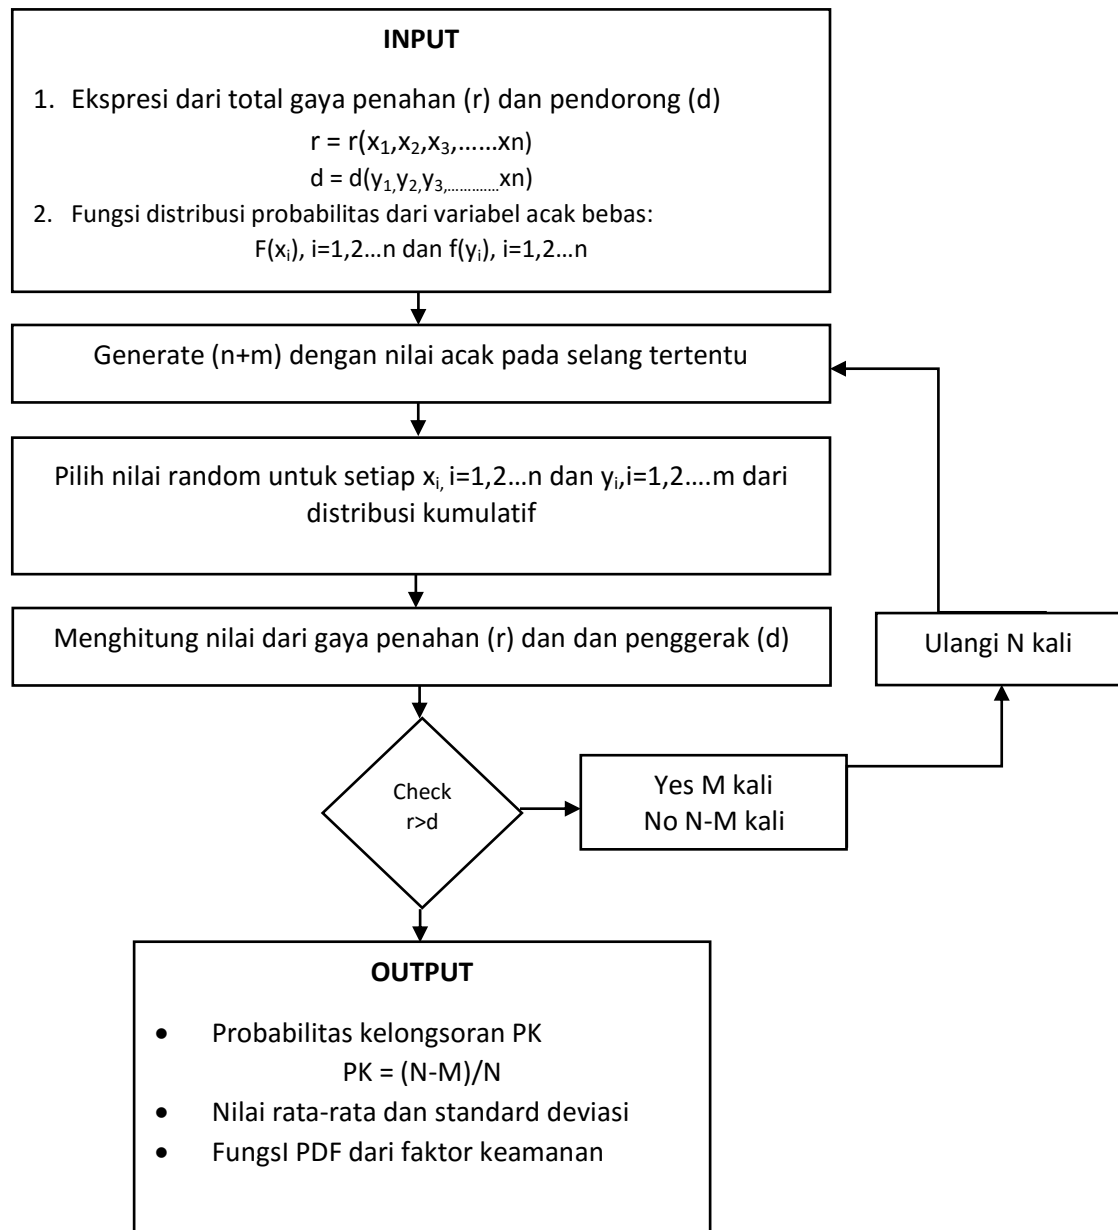 INPUT
1. Ekspresi dari total gaya penahan (r) dan pendorong (d)
r = r(x₁,x₂,x₃,......xn)
d = d(y₁,y₂,y₃,.............xn)
2. Fungsi distribusi probabilitas dari variabel acak bebas:
F(xᵢ), i=1,2...n dan f(yᵢ), i=1,2...n
Generate (n+m) dengan nilai acak pada selang tertentu
Pilih nilai random untuk setiap xᵢ, i=1,2...n dan yᵢ,i=1,2....m dari
distribusi kumulatif
Menghitung nilai dari gaya penahan (r) dan dan penggerak (d)
Ulangi N kali
Check
r>d
Yes M kali
No N-M kali
OUTPUT
• Probabilitas kelongsoran PK
PK = (N-M)/N
• Nilai rata-rata dan standard deviasi
• FungsI PDF dari faktor keamanan